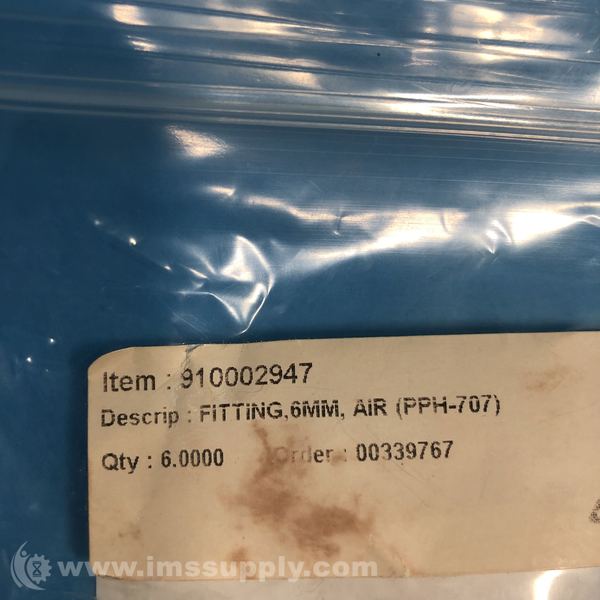 Item : 910002947
Descrip : FITTING,6MM, AIR (PPH-707)
Qty : 6.0000 Order : 00339767
www.imssupply.com